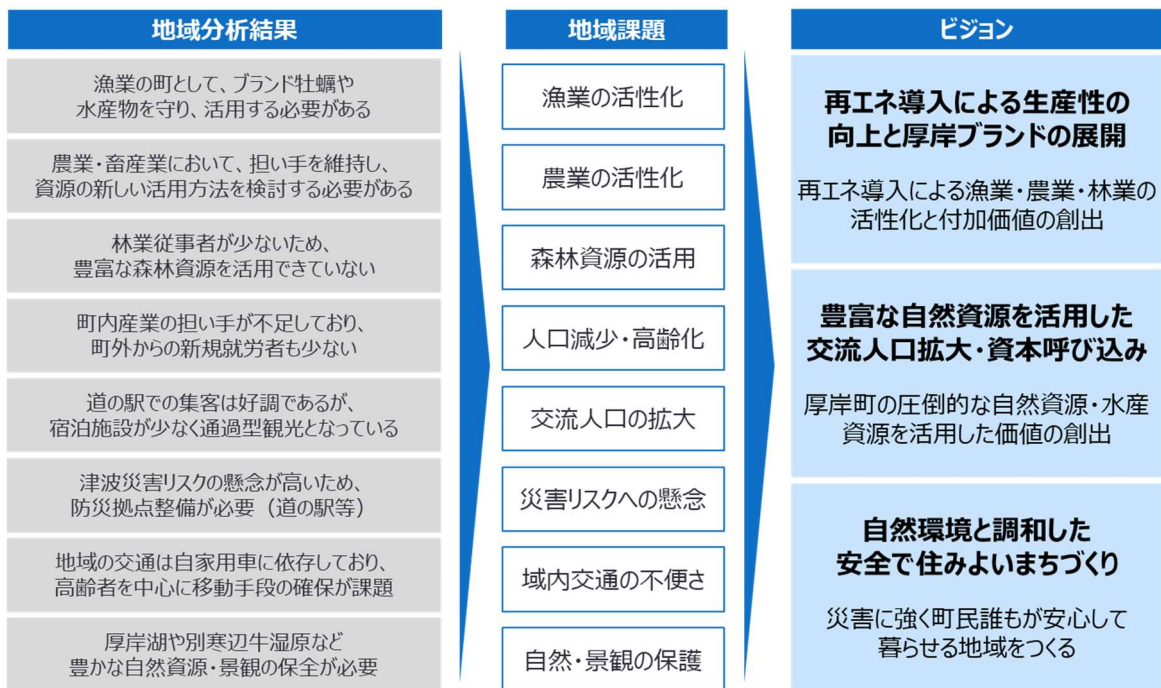 地域分析結果
漁業の町として、ブランド牡蠣や
水産物を守り、活用する必要がある
農業・畜産業において、担い手を維持し、
資源の新しい活用方法を検討する必要がある
林業従事者が少ないため、
豊富な森林資源を活用できていない
町内産業の担い手が不足しており、
町外からの新規就労者も少ない
道の駅での集客は好調であるが、
宿泊施設が少なく通過型観光となっている
津波災害リスクの懸念が高いため、
防災拠点整備が必要（道の駅等）
地域の交通は自家用車に依存しており、
高齢者を中心に移動手段の確保が課題
厚岸湖や別寒辺牛湿原など
豊かな自然資源・景観の保全が必要
地域課題
漁業の活性化
農業の活性化
森林資源の活用
人口減少・高齢化
交流人口の拡大
災害リスクへの懸念
域内交通の不便さ
自然・景観の保護
ビジョン
再エネ導入による生産性の
向上と厚岸ブランドの展開
再エネ導入による漁業・農業・林業の
活性化と付加価値の創出
豊富な自然資源を活用した
交流人口拡大・資本呼び込み
厚岸町の圧倒的な自然資源・水産
資源を活用した価値の創出
自然環境と調和した
安全で住みよいまちづくり
災害に強く町民誰もが安心して
暮らせる地域をつくる